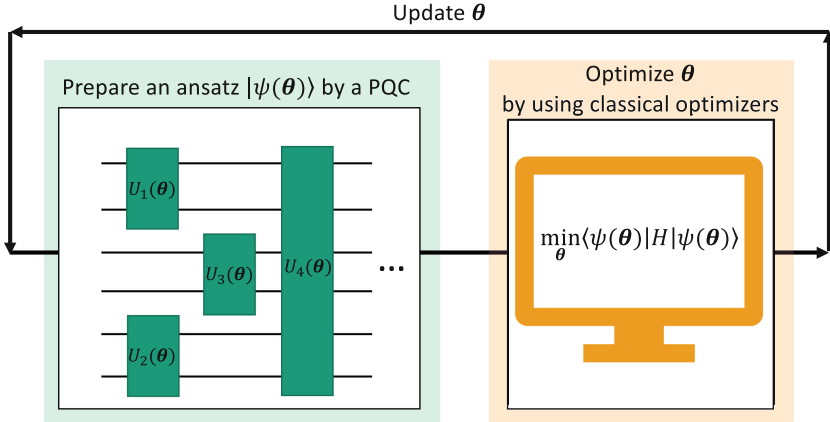 Update θ
Prepare an ansatz |ψ(θ)⟩ by a PQC
Optimize θ
by using classical optimizers
U₁(θ)
U₃(θ)
U₄(θ)
U₂(θ)
...
min⟨ψ(θ)|H|ψ(θ)⟩
θ